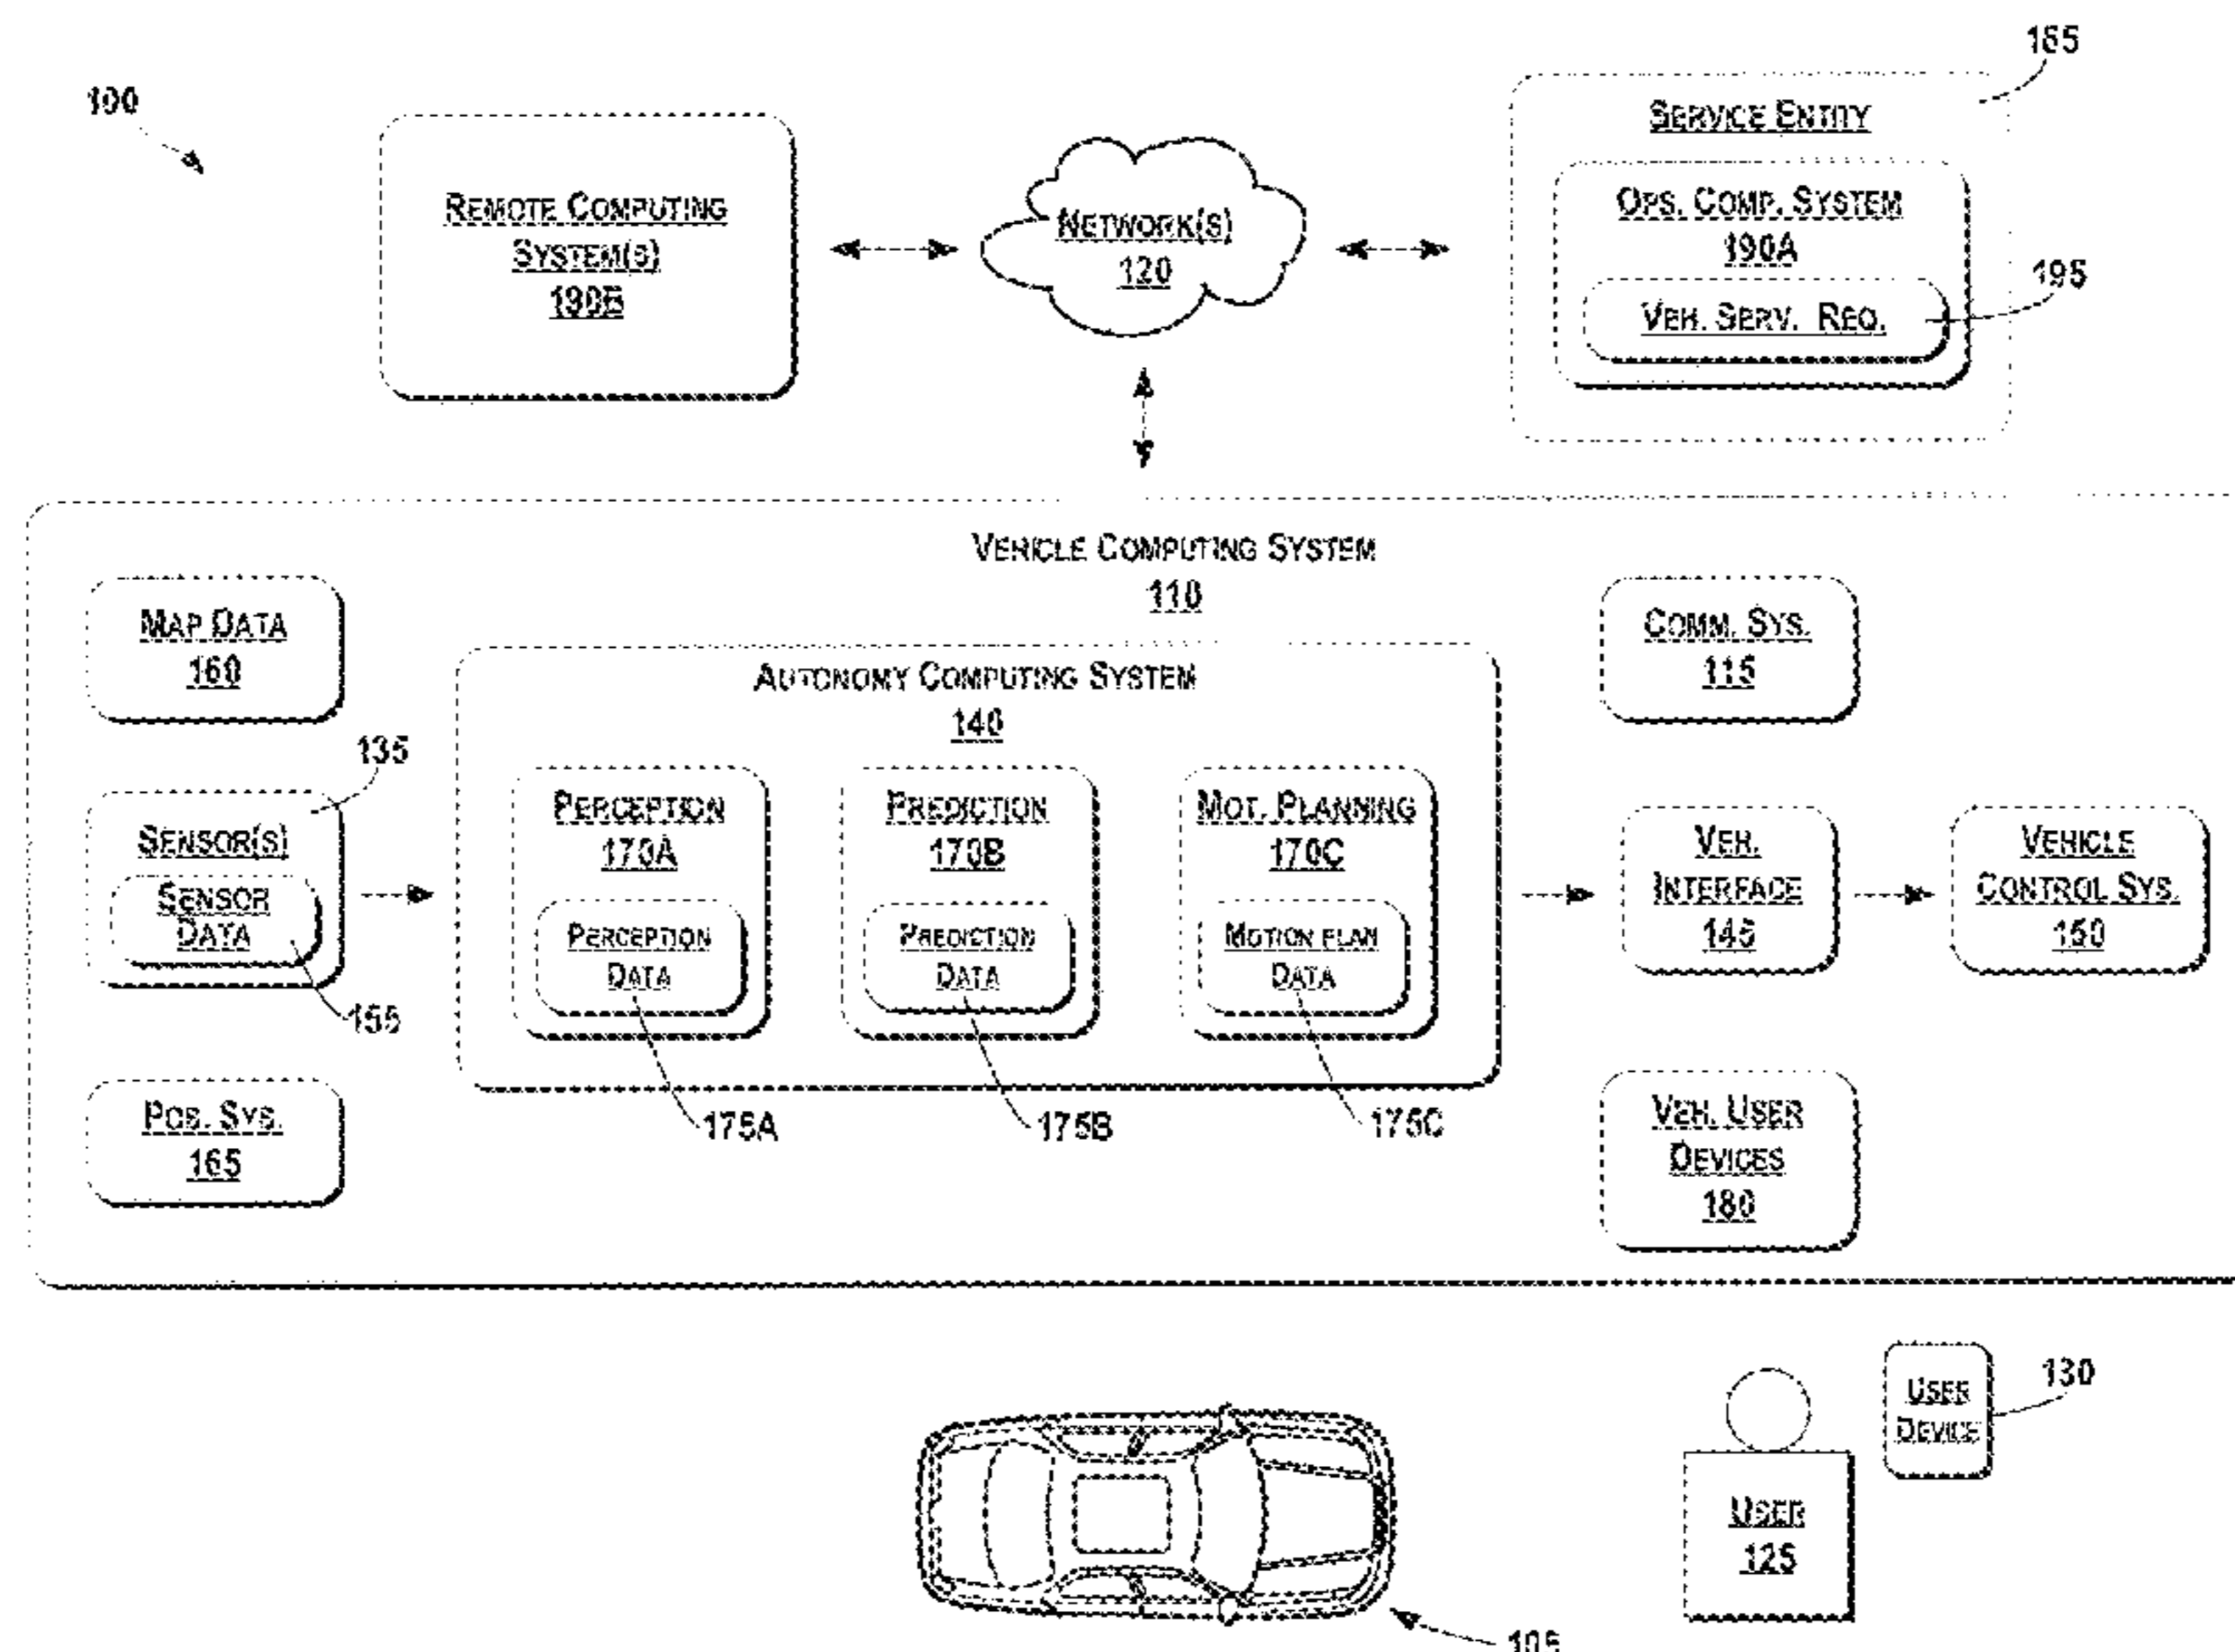 100
REMOTE COMPUTING
SYSTEM(S)
190B
NETWORK(S)
120
185
SERVICE ENTITY
OPS. COMP. SYSTEM
190A
195
VEH. SERV. REQ.
VEHICLE COMPUTING SYSTEM
110
MAP DATA
160
135
SENSOR(S)
SENSOR
DATA
155
POS. SYS.
165
AUTONOMY COMPUTING SYSTEM
140
PERCEPTION
170A
PERCEPTION
DATA
175A
PREDICTION
170B
PREDICTION
DATA
175B
MOT. PLANNING
170C
MOTION PLAN
DATA
175C
COMM. SYS.
115
VEH.
INTERFACE
145
VEHICLE
CONTROL SYS.
150
VEH. USER
DEVICES
180
105
USER
125
USER
DEVICE
130